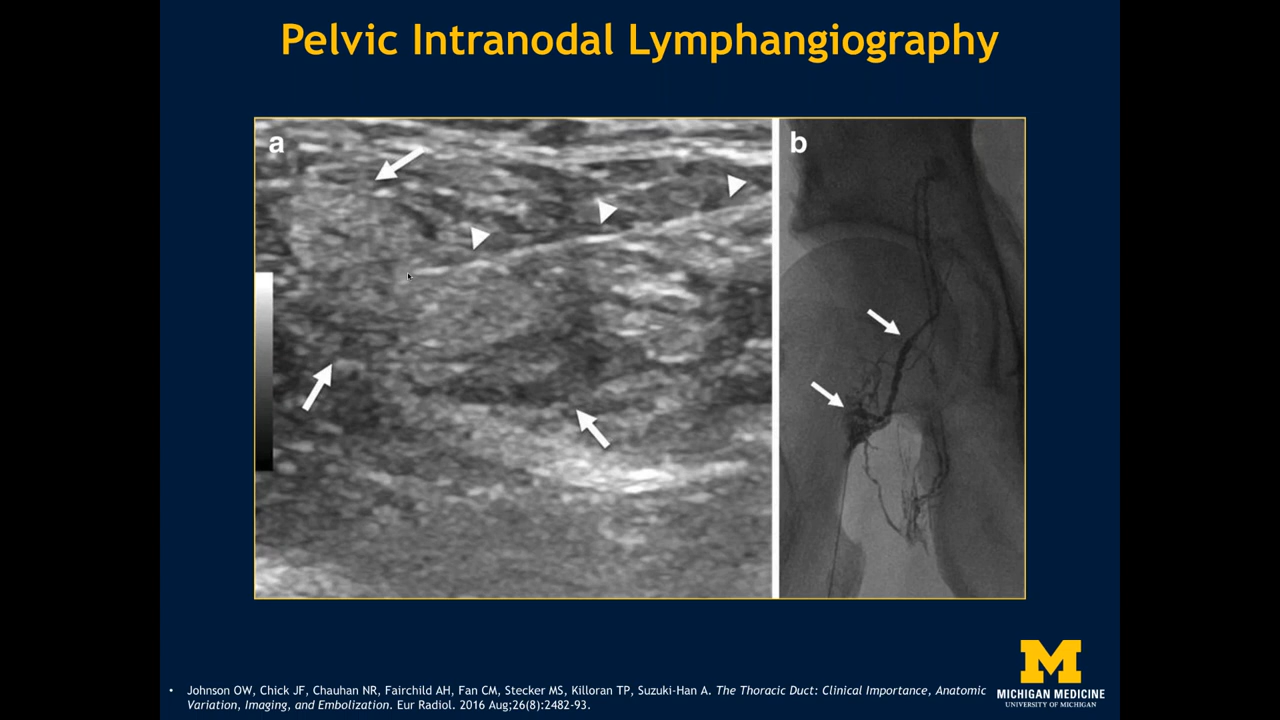 Pelvic Intranodal Lymphangiography
a
b
• Johnson OW, Chick JF, Chauhan NR, Fairchild AH, Fan CM, Stecker MS, Killoran TP, Suzuki-Han A. The Thoracic Duct: Clinical Importance, Anatomic
Variation, Imaging, and Embolization. Eur Radiol. 2016 Aug;26(8):2482-93.
M
MICHIGAN MEDICINE
UNIVERSITY OF MICHIGAN